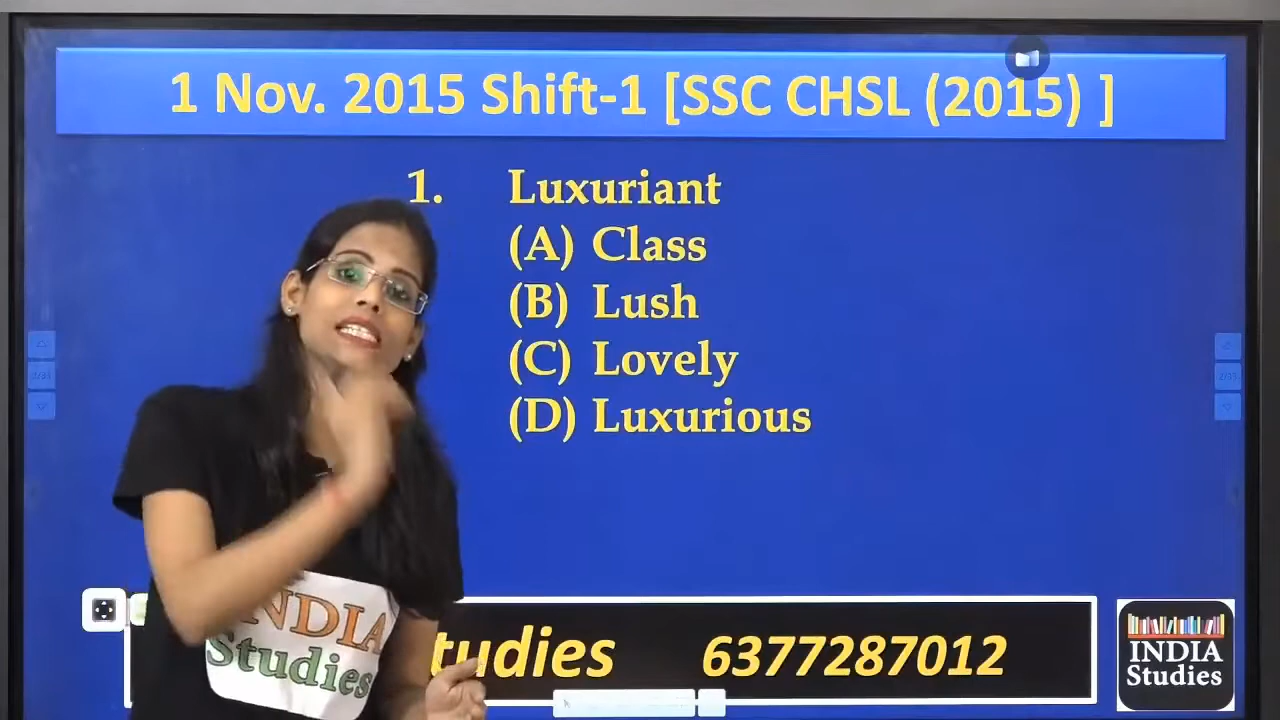 1 Nov. 2015 Shift-1 [SSC CHSL (2015) ]
1. Luxuriant
(A) Class
(B) Lush
(C) Lovely
(D) Luxurious
NDIA
Studies
tudies 6377287012
INDIA
Studies